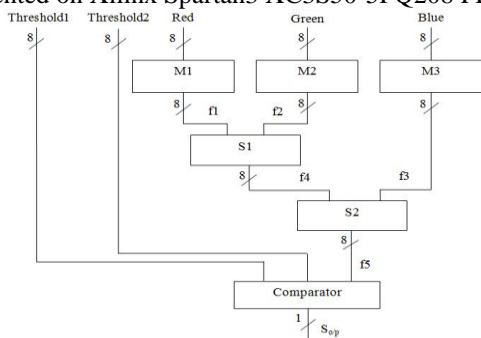 Threshold1 Threshold2 Red Green Blue
8 8 8 8 8
M1 M2 M3
8 f1 f2 8 8
S1
8 f4 f3
S2
8
f5
Comparator
1
So/p